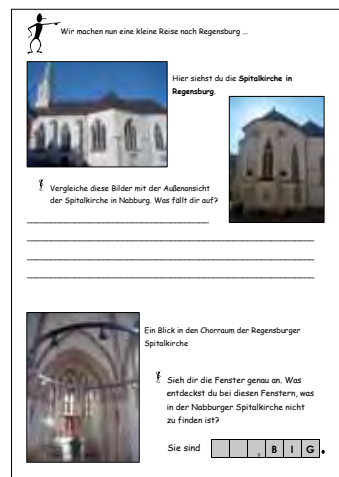 Wir machen nun eine kleine Reise nach Regensburg ...
Hier siehst du die Spitalkirche in
Regensburg.
Vergleiche diese Bilder mit der Außenansicht
der Spitalkirche in Nabburg. Was fällt dir auf?
Ein Blick in den Chorraum der Regensburger
Spitalkirche
Sieh dir die Fenster genau an. Was
entdeckst du bei diesen Fenstern, was
in der Nabburger Spitalkirche nicht
zu finden ist?
Sie sind , B I G .